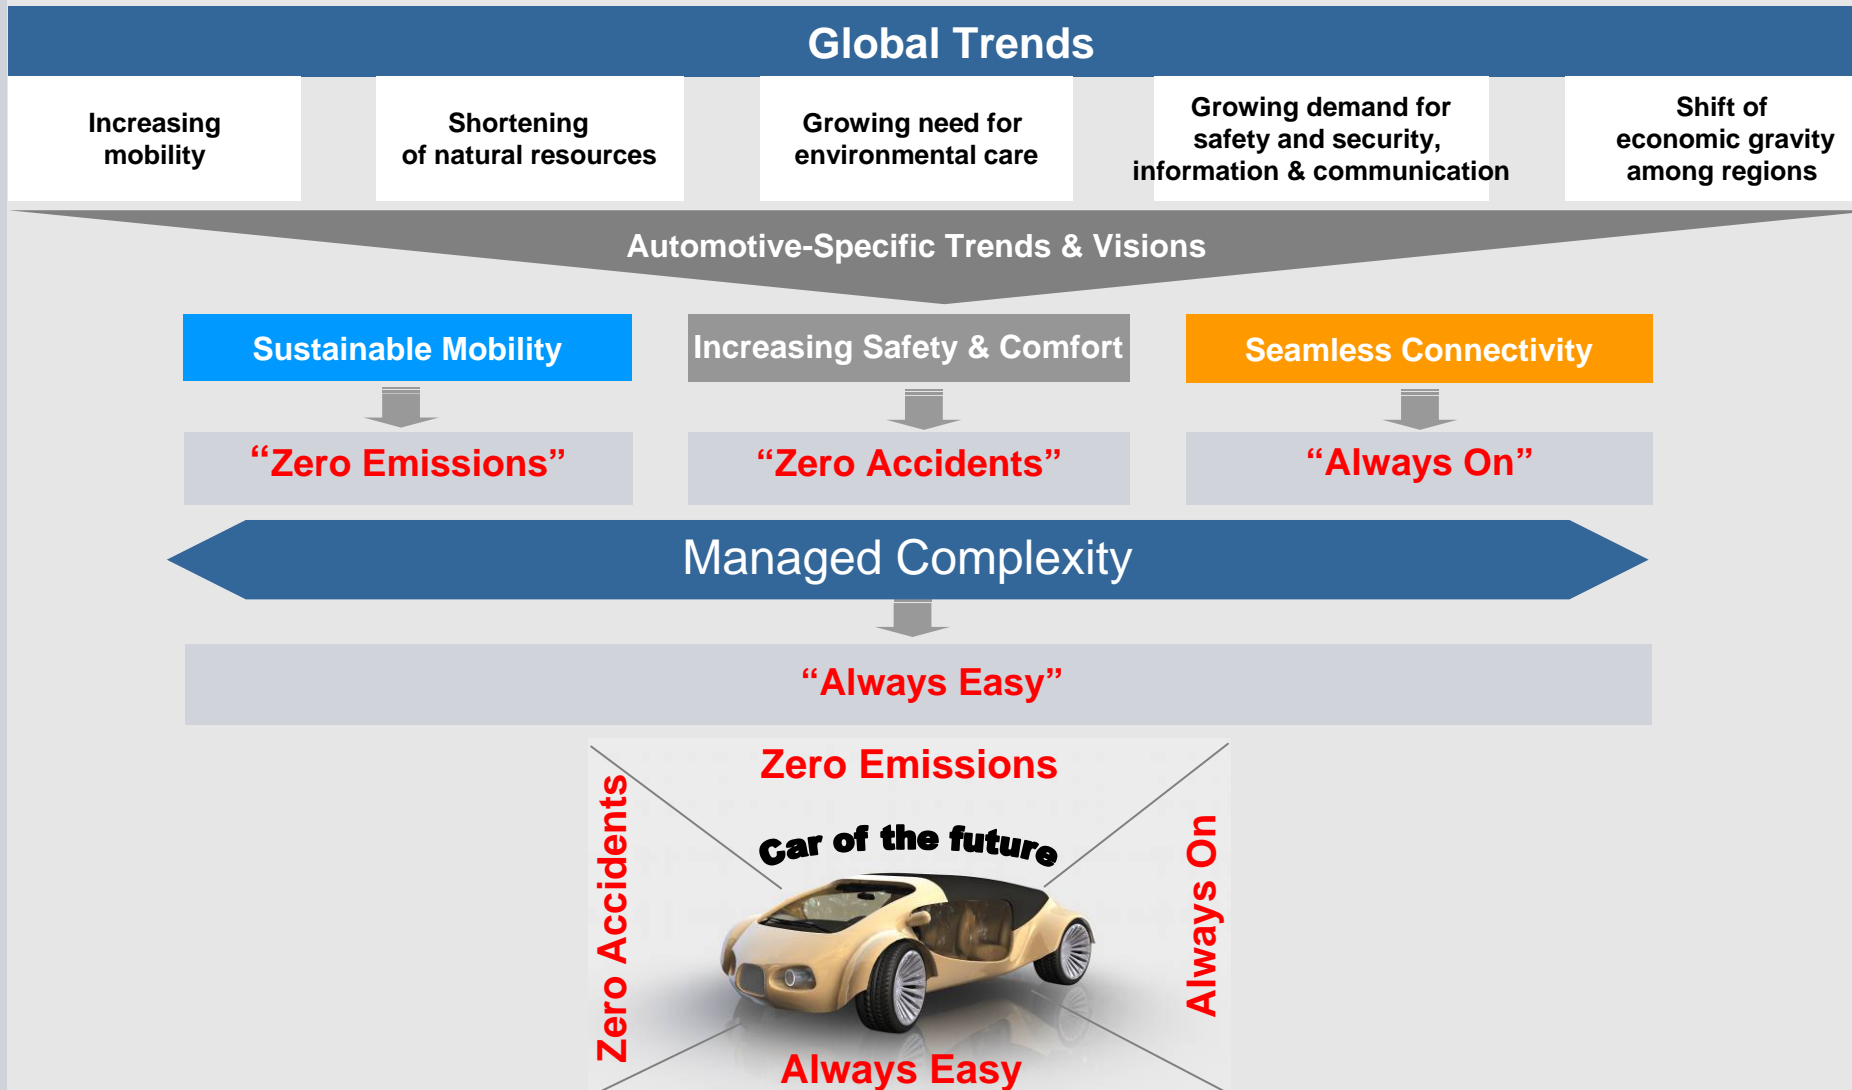 Global Trends
Increasing
mobility
Shortening
of natural resources
Growing need for
environmental care
Growing demand for
safety and security,
information & communication
Shift of
economic gravity
among regions
Automotive-Specific Trends & Visions
Sustainable Mobility
Increasing Safety & Comfort
Seamless Connectivity
“Zero Emissions”
“Zero Accidents”
“Always On”
Managed Complexity
“Always Easy”
Zero Emissions
Zero Accidents
Car of the future
Always On
Always Easy